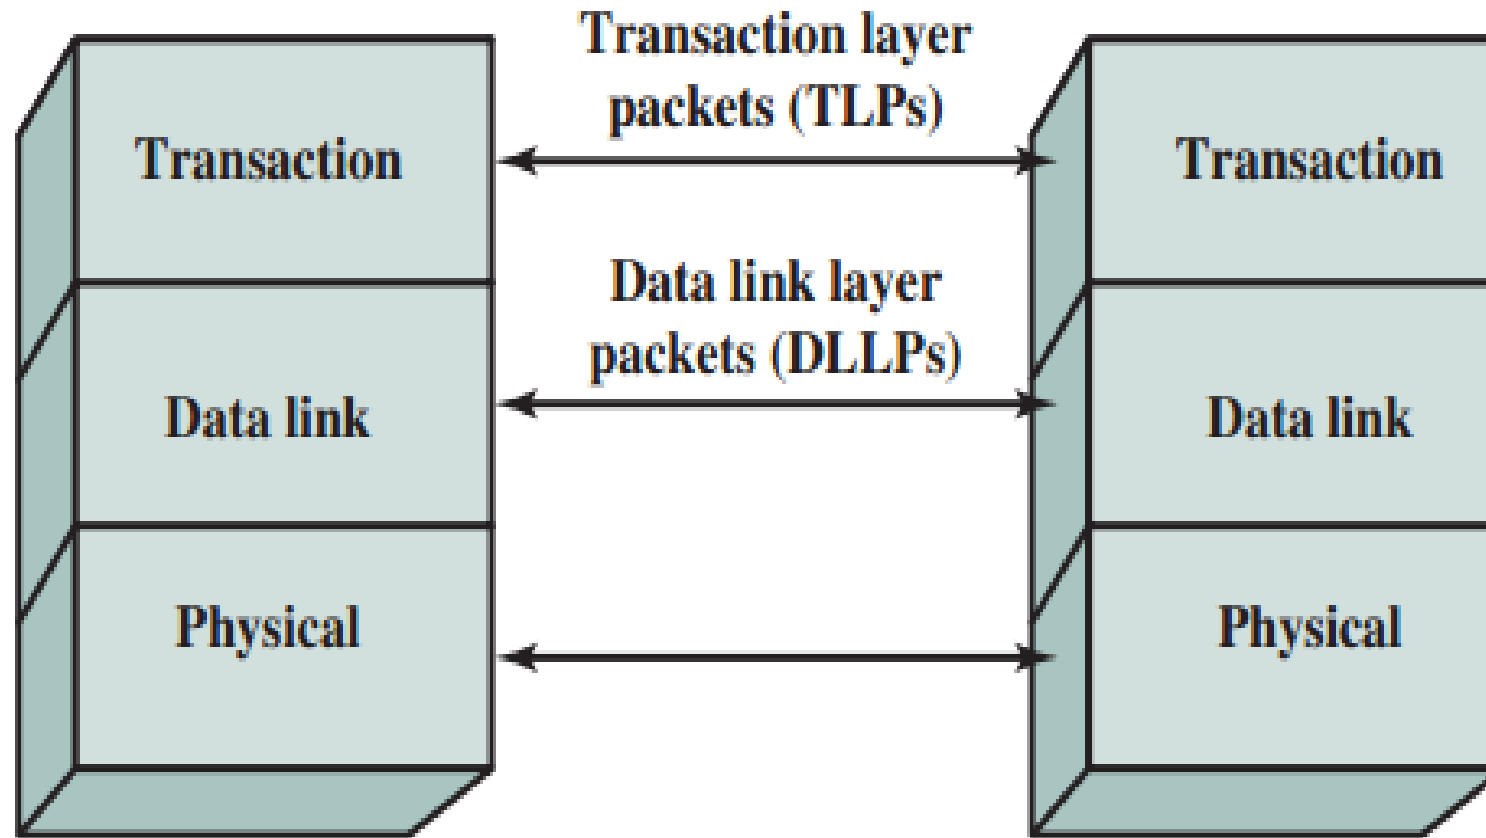 Transaction layer
packets (TLPs)
Transaction
Transaction
Data link layer
packets (DLLPs)
Data link
Data link
Physical
Physical